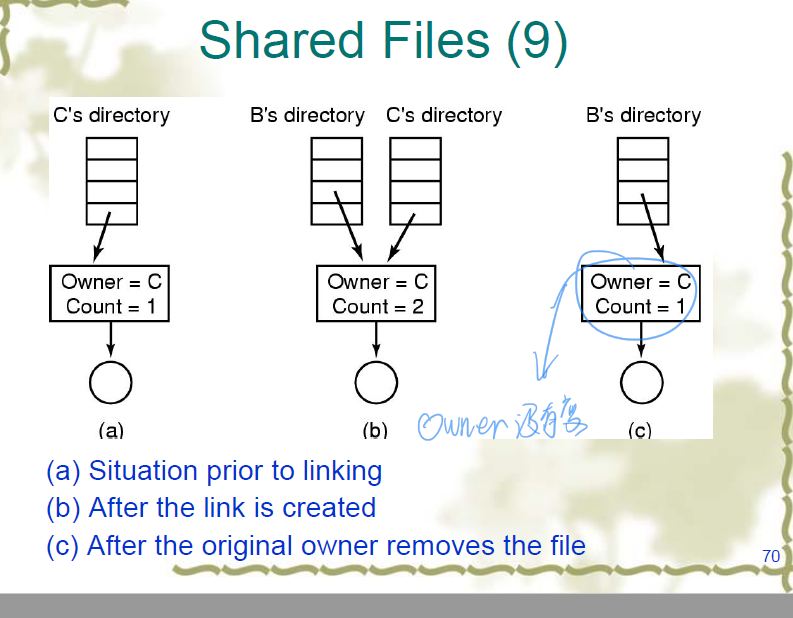 Shared Files (9)
C's directory
B's directory C's directory
B's directory
Owner = C
Count = 1
Owner = C
Count = 2
Owner = C
Count = 1
Owner 没有变
(a)
(b)
(c)
(a) Situation prior to linking
(b) After the link is created
(c) After the original owner removes the file
70